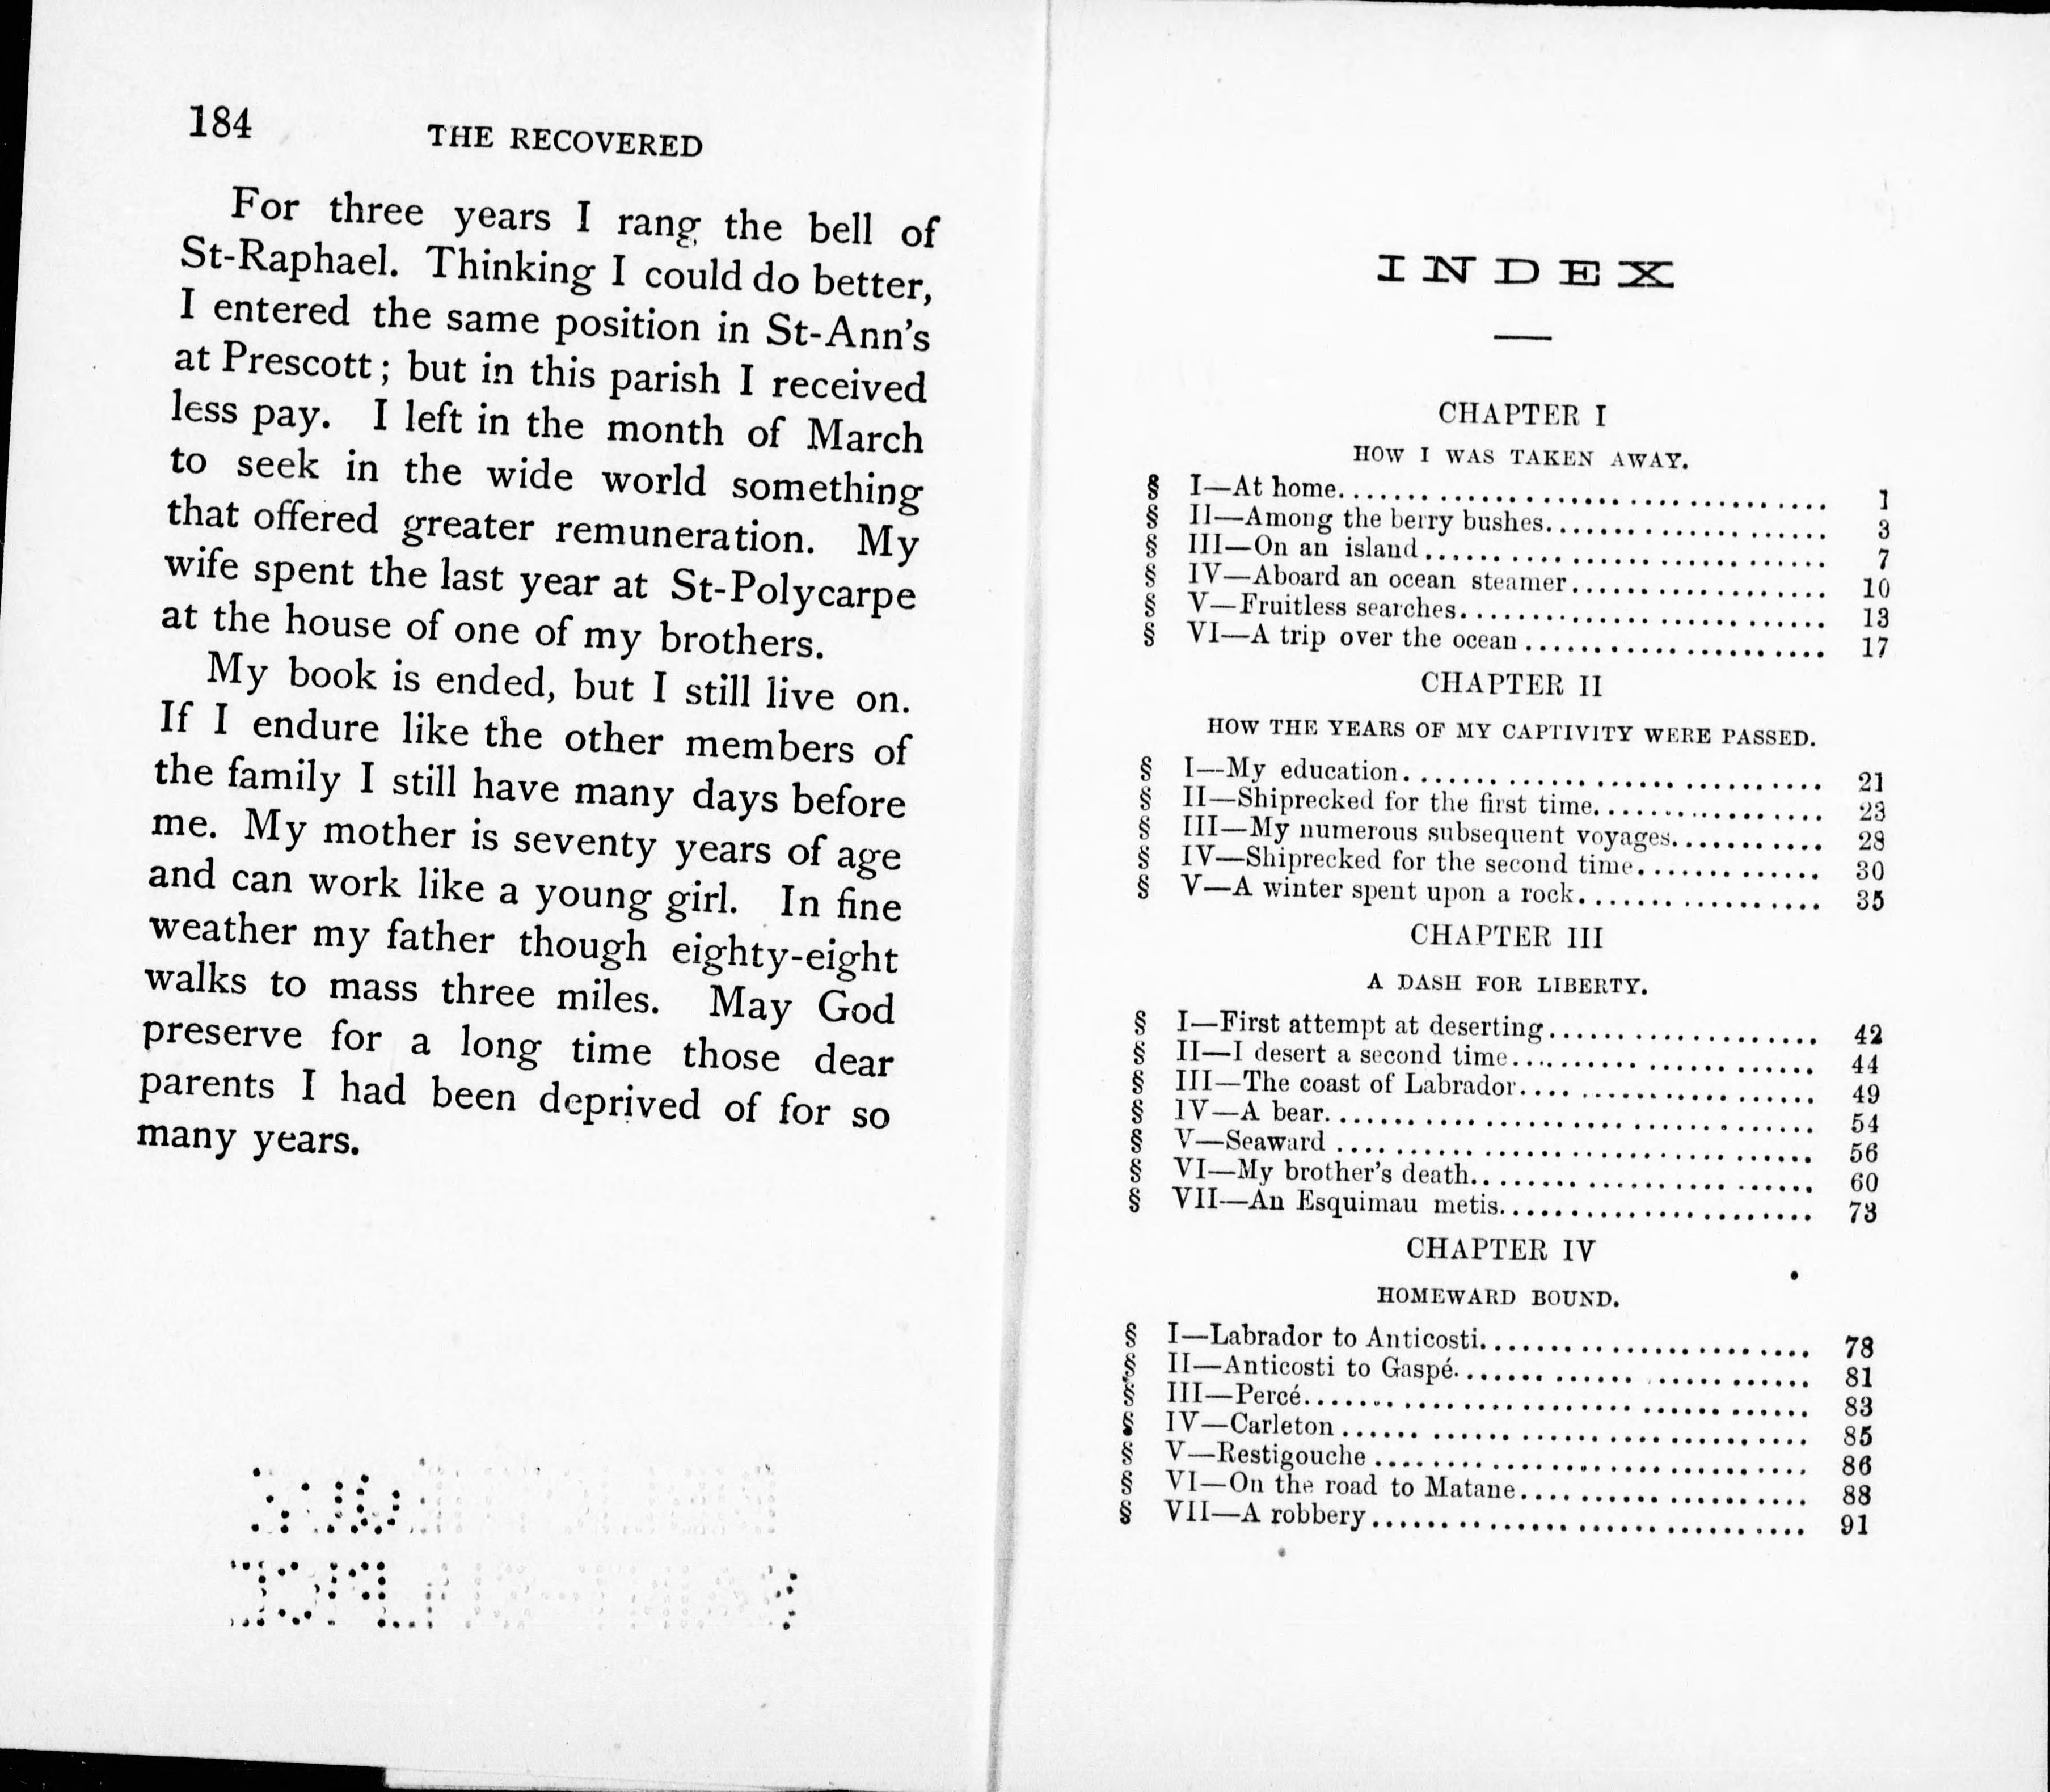 184
THE RECOVERED
For three years I rang the bell of
St-Raphael. Thinking I could do better,
I entered the same position in St-Ann's
at Prescott ; but in this parish I received
less pay. I left in the month of March
to seek in the wide world something
that offered greater remuneration. My
wife spent the last year at St-Polycarpe
at the house of one of my brothers.
My book is ended, but I still live on.
If I endure like the other members of
the family I still have many days before
me. My mother is seventy years of age
and can work like a young girl. In fine
weather my father though eighty-eight
walks to mass three miles. May God
preserve for a long time those dear
parents I had been deprived of for so
many years.
INDEX
CHAPTER I
HOW I WAS TAKEN AWAY.
§ I—At home........................................ 1
§ II—Among the berry bushes........................ 3
§ III—On an island................................. 7
§ IV—Aboard an ocean steamer....................... 10
§ V—Fruitless searches............................. 13
§ VI—A trip over the ocean......................... 17
CHAPTER II
HOW THE YEARS OF MY CAPTIVITY WERE PASSED.
§ I—My education................................... 21
§ II—Shiprecked for the first time................. 23
§ III—My numerous subsequent voyages............... 28
§ IV—Shiprecked for the second time................ 30
§ V—A winter spent upon a rock..................... 35
CHAPTER III
A DASH FOR LIBERTY.
§ I—First attempt at deserting..................... 42
§ II—I desert a second time........................ 44
§ III—The coast of Labrador........................ 49
§ IV—A bear........................................ 54
§ V—Seaward........................................ 56
§ VI—My brother's death............................ 60
§ VII—An Esquimau metis............................ 73
CHAPTER IV
HOMEWARD BOUND.
§ I—Labrador to Anticosti.......................... 78
§ II—Anticosti to Gaspé............................ 81
§ III—Percé........................................ 83
§ IV—Carleton...................................... 85
§ V—Restigouche.................................... 86
§ VI—On the road to Matane......................... 88
§ VII—A robbery.................................... 91